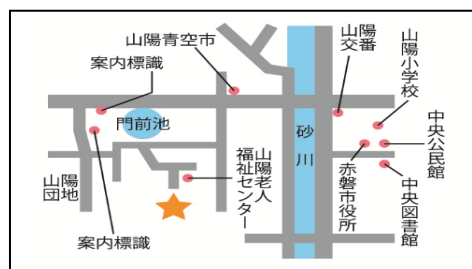 山陽青空市
案内標識
門前池
山陽団地
案内標識
山陽老人
福祉センター
砂川
山陽
交番
山陽小学校
中央公民館
赤磐市役所
中央図書館